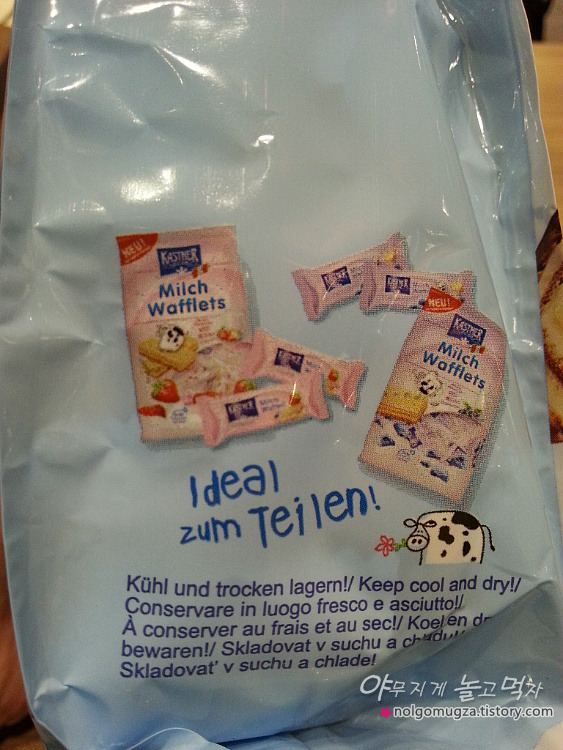 NEU!
KASTNER
Milch
Wafflets
KASTNER
KASTNER
KASTNER
NEU!
KASTNER
Milch
Wafflets
Ideal
zum Teilen!
Kühl und trocken lagern!/ Keep cool and dry!/
Conservare in luogo fresco e asciutto!/
À conserver au frais et au sec!/ Koel en
bewaren!/ Skladovat v suchu a chladu!/
Skladovat' v suchu a chlade!
야무지게 놀고먹자
nolgomugza.tistory.com